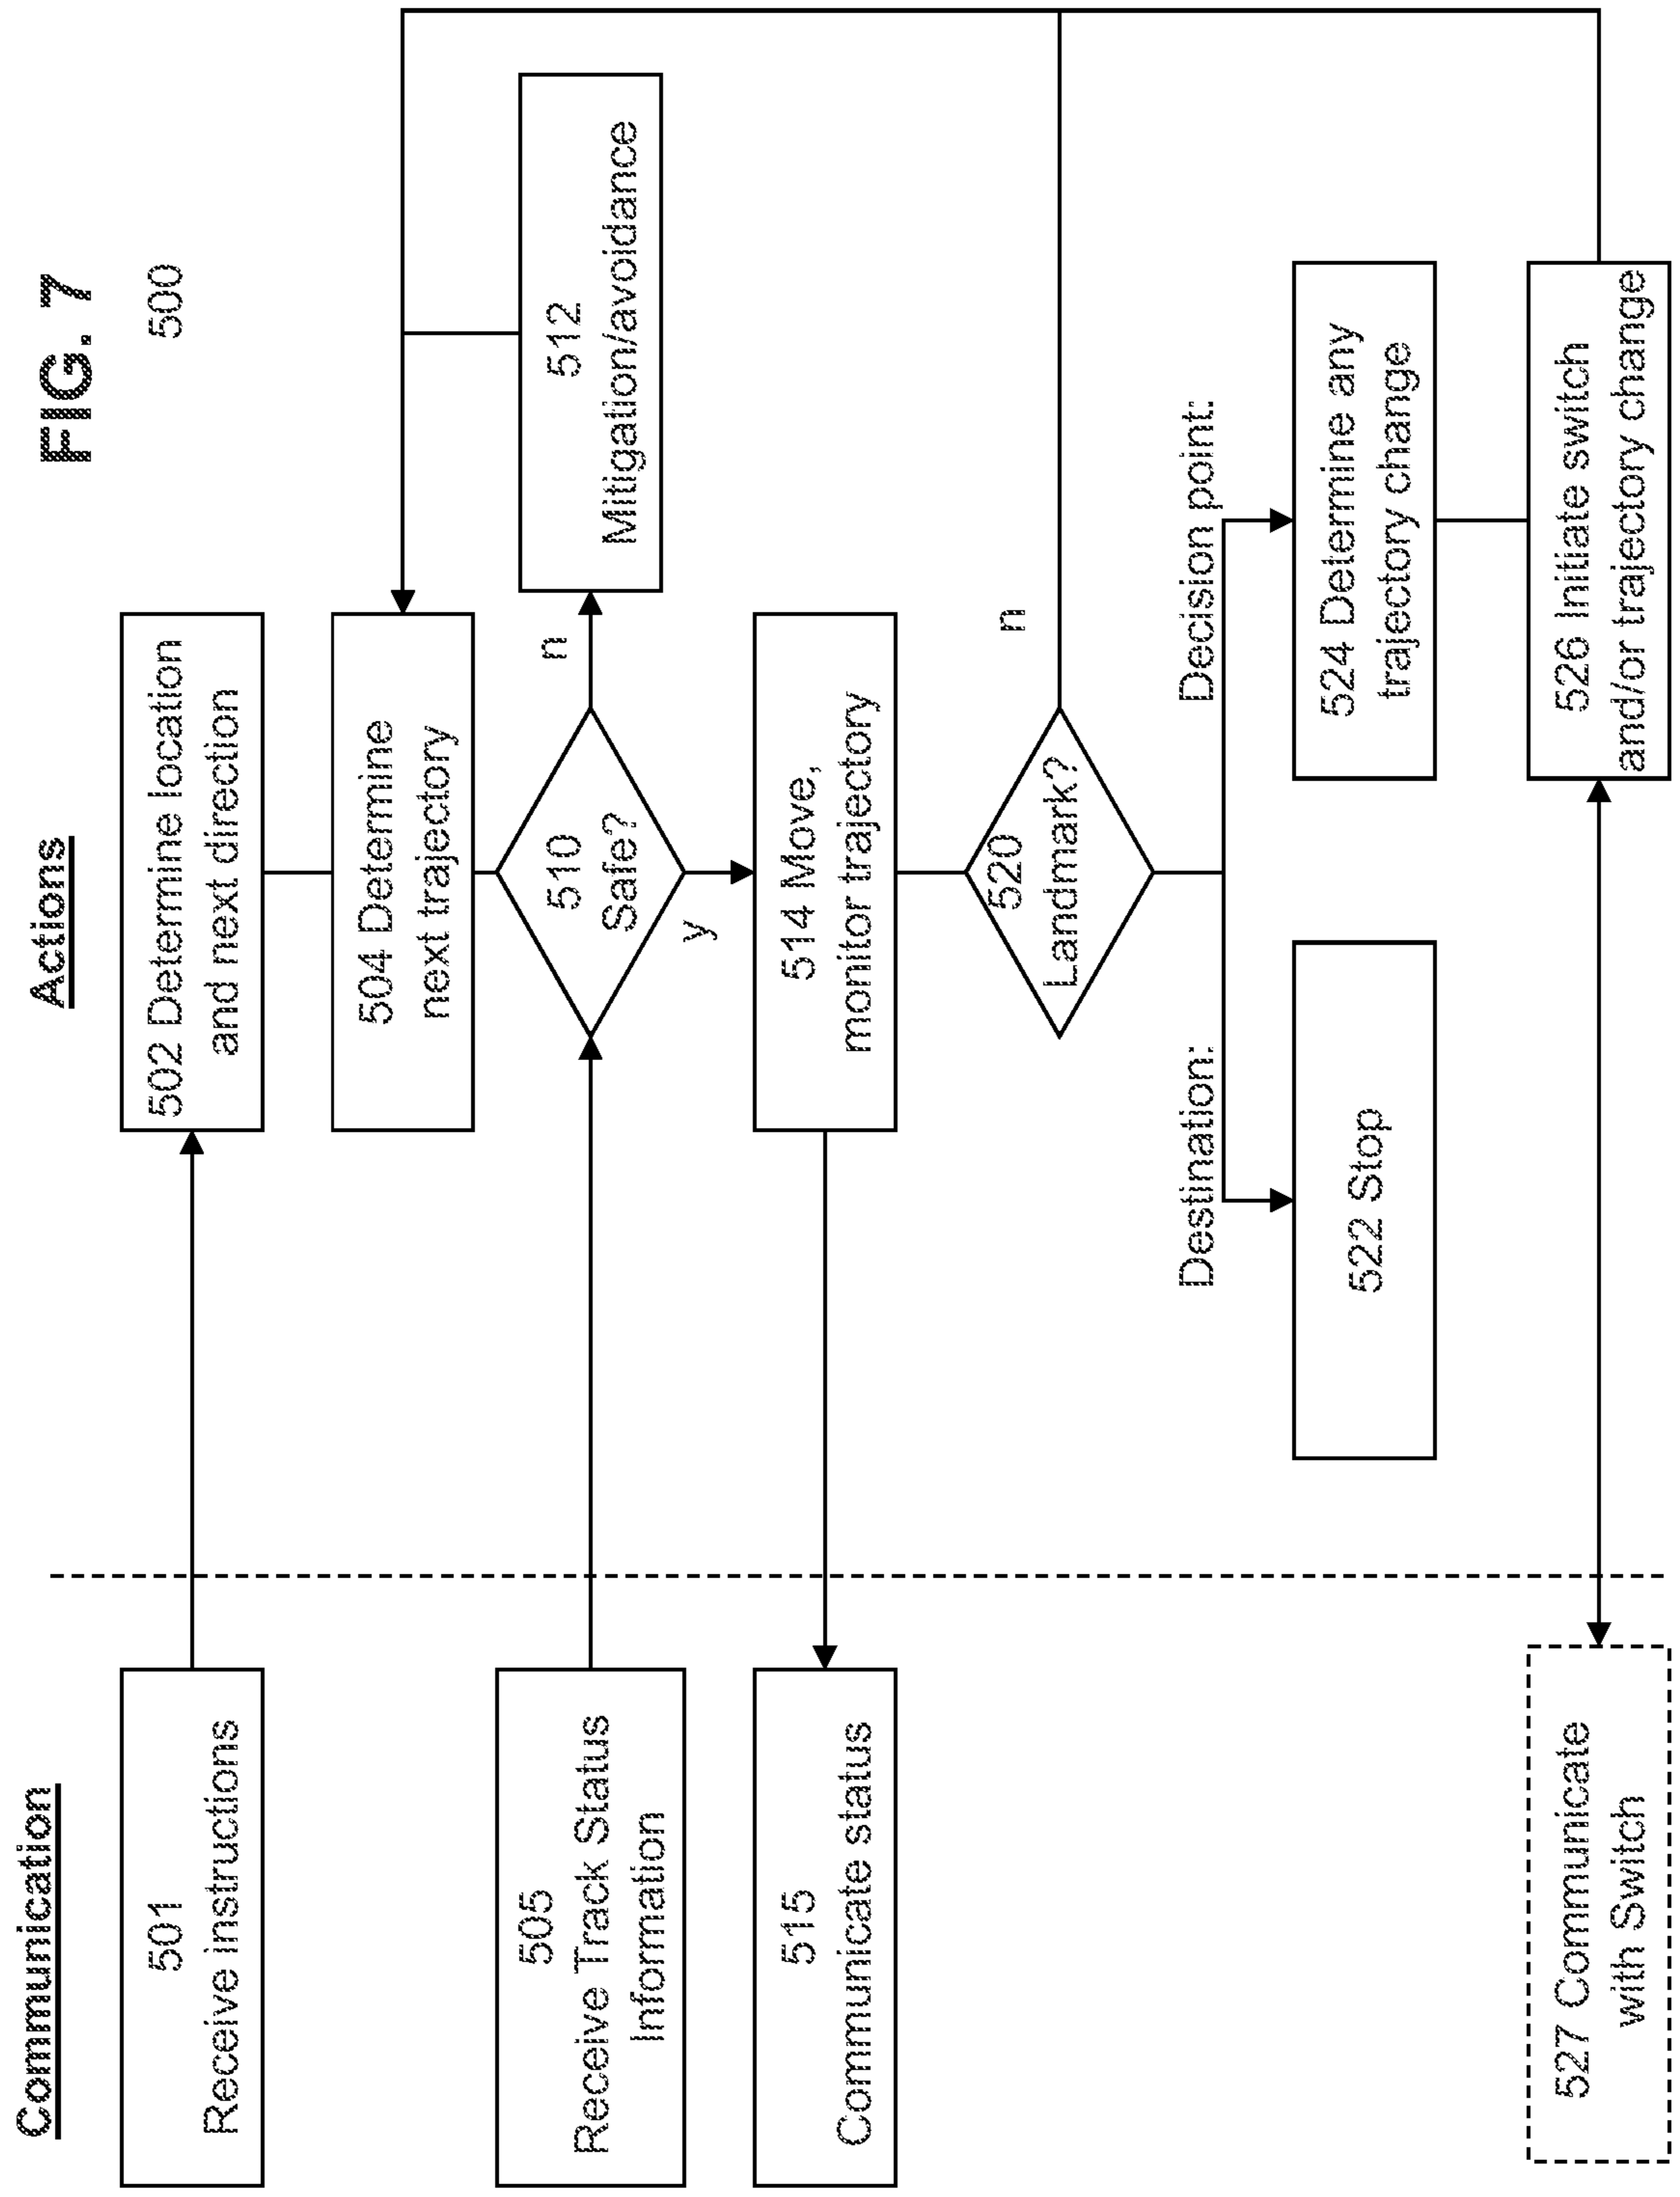 FIG. 7
500
Communication
Actions
501
Receive instructions
502 Determine location
and next direction
504 Determine
next trajectory
505
Receive Track Status
Information
510
Safe?
n
512
Mitigation/avoidance
y
515
Communicate status
514 Move,
monitor trajectory
520
Landmark?
n
Destination:
Decision point:
522 Stop
524 Determine any
trajectory change
527 Communicate
with Switch
526 Initiate switch
and/or trajectory change